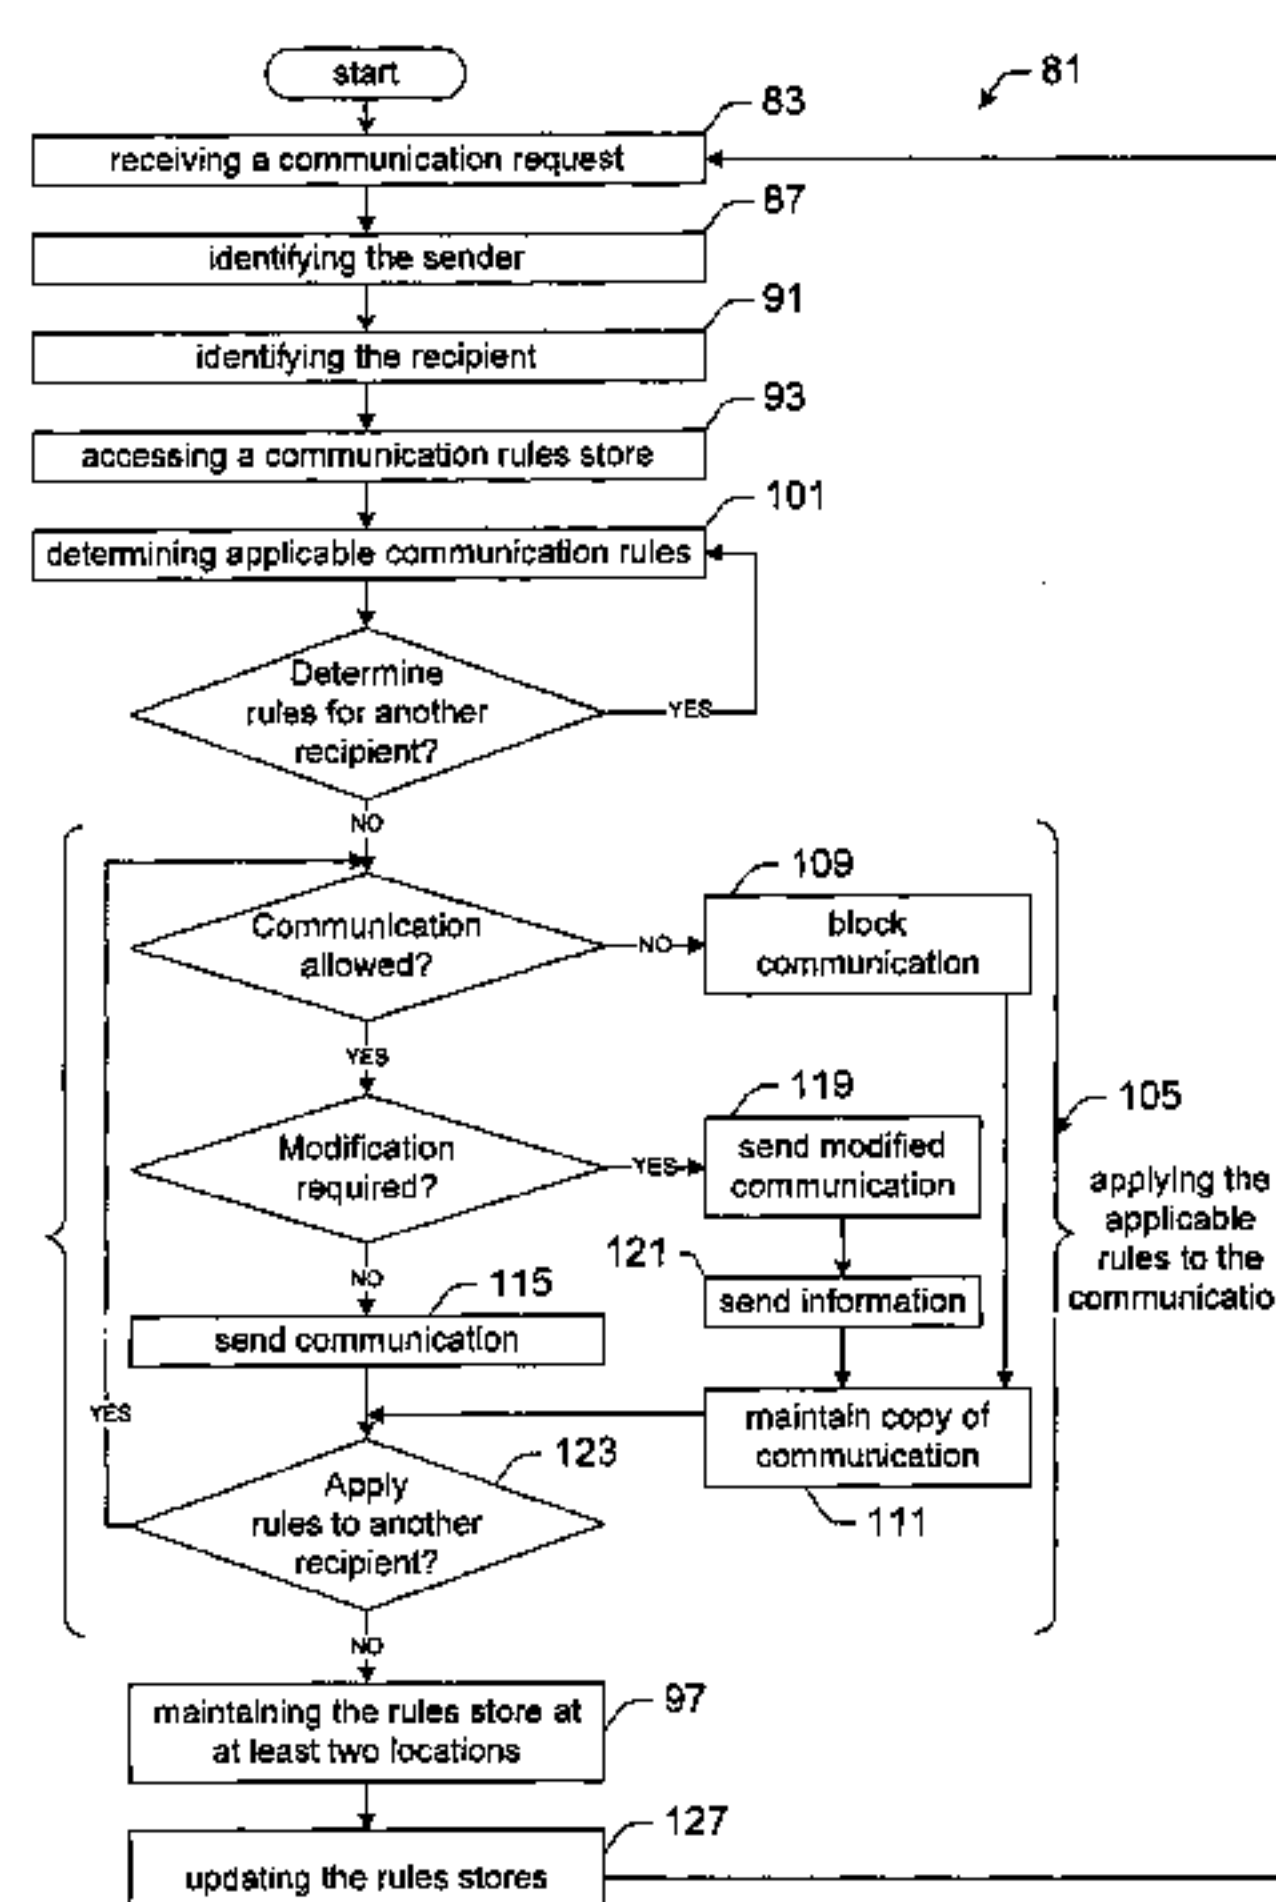 start
81
83
receiving a communication request
87
identifying the sender
91
identifying the recipient
93
accessing a communication rules store
101
determining applicable communication rules
Determine
rules for another
recipient?
YES
NO
109
Communication
allowed?
NO
block
communication
YES
119
105
Modification
required?
YES
send modified
communication
applying the
applicable
rules to the
communicatio
121
send information
NO
115
send communication
YES
maintain copy of
communication
123
111
Apply
rules to another
recipient?
NO
97
maintaining the rules store at
at least two locations
127
updating the rules stores